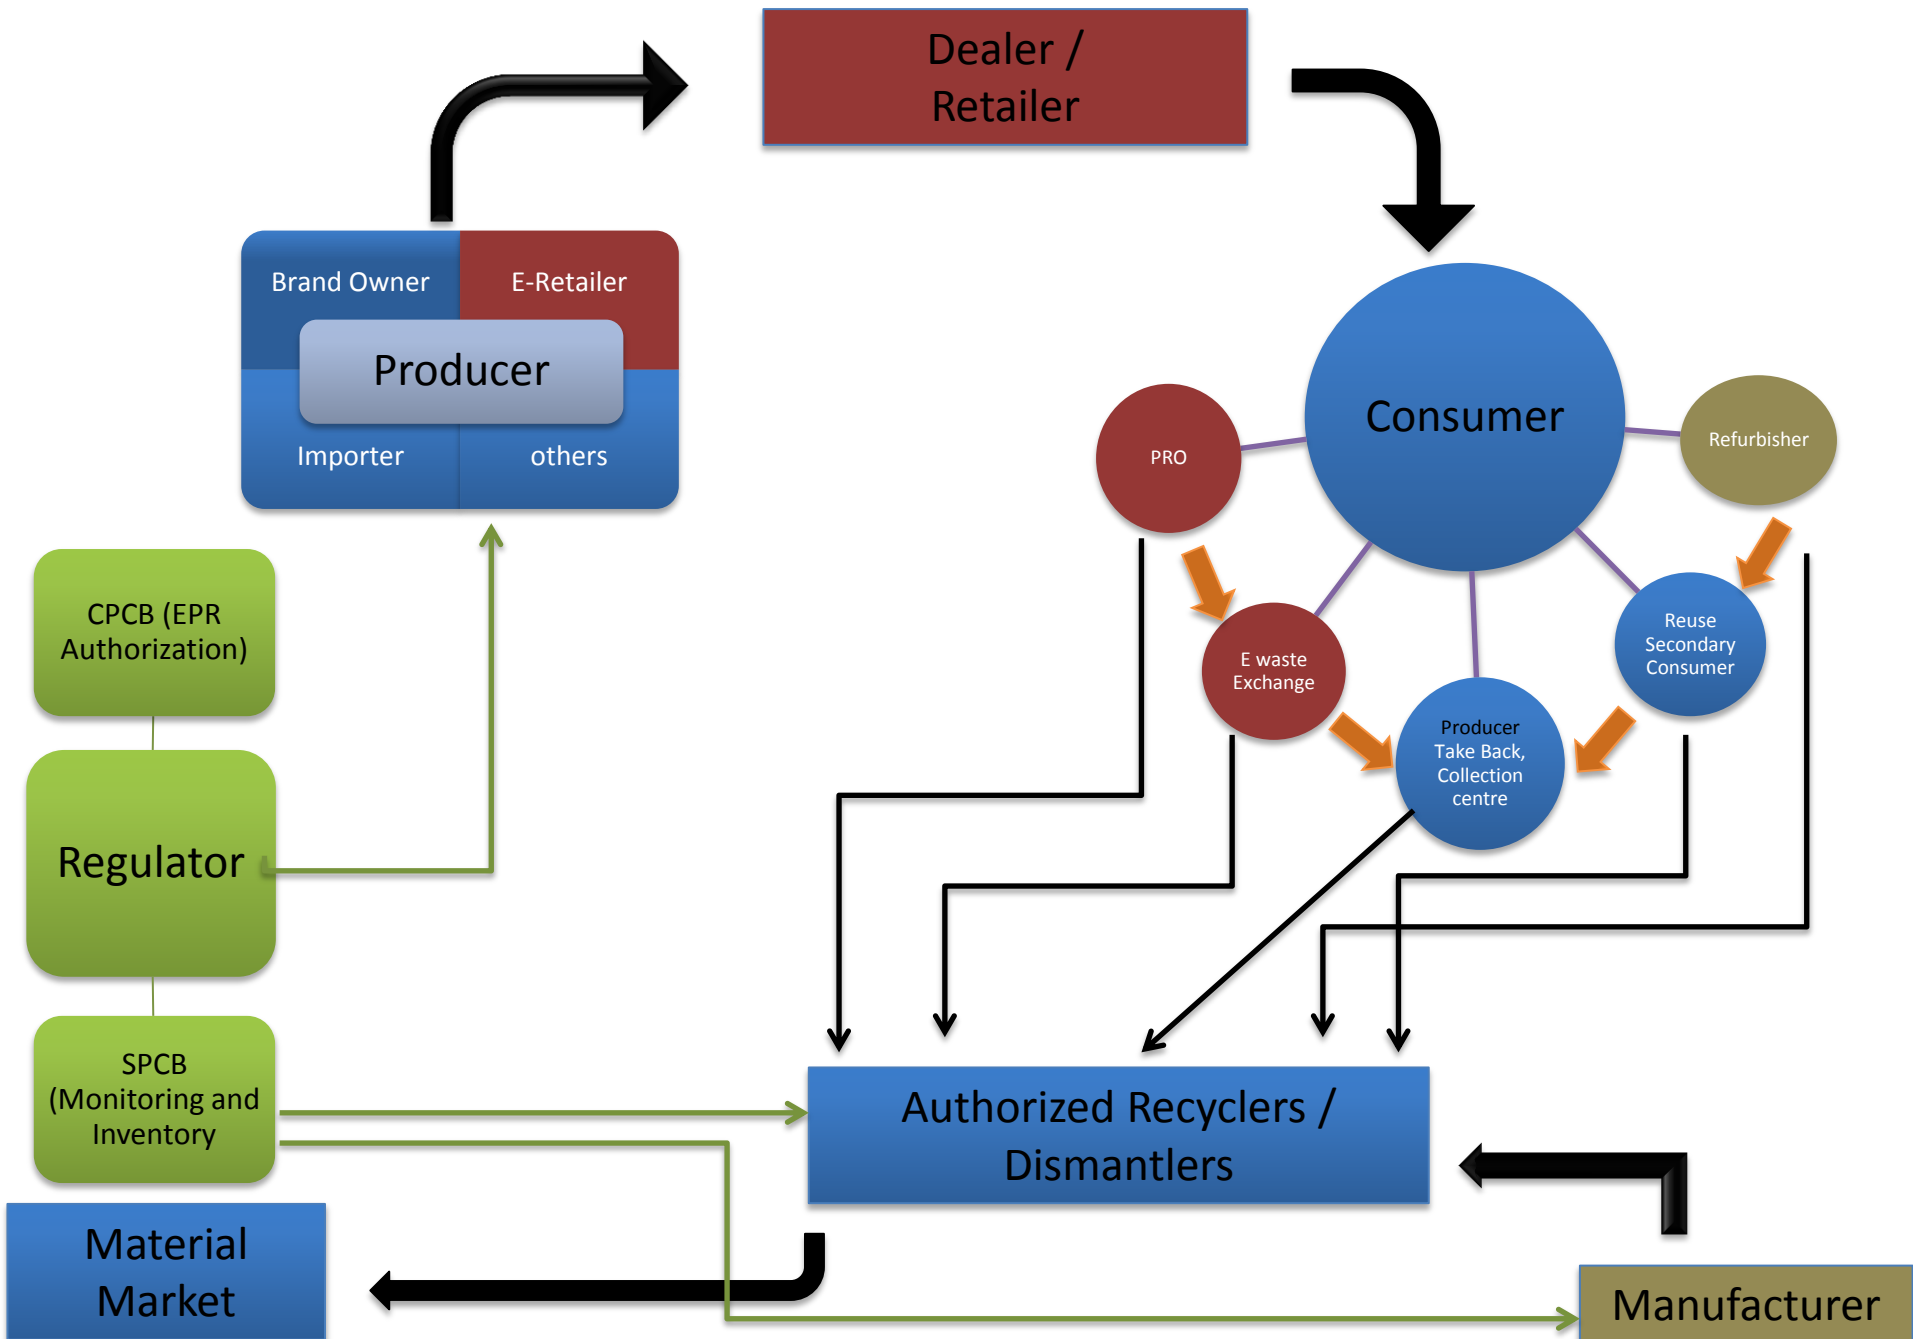 Dealer /
Retailer
Brand Owner
E-Retailer
Producer
Importer
others
Consumer
PRO
Refurbisher
E waste
Exchange
Reuse
Secondary
Consumer
Producer
Take Back,
Collection
centre
CPCB (EPR
Authorization)
Regulator
SPCB
(Monitoring and
Inventory
Authorized Recyclers /
Dismantlers
Material
Market
Manufacturer